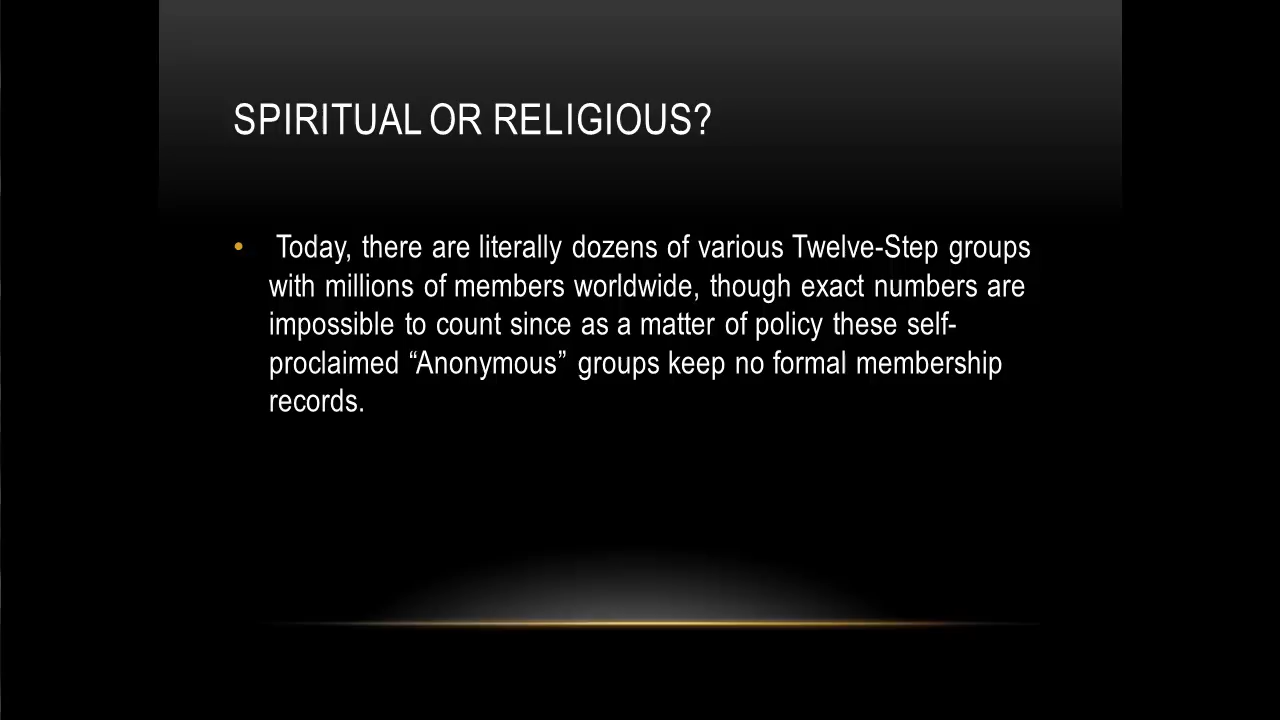 SPIRITUAL OR RELIGIOUS?
• Today, there are literally dozens of various Twelve-Step groups
with millions of members worldwide, though exact numbers are
impossible to count since as a matter of policy these self-
proclaimed “Anonymous” groups keep no formal membership
records.